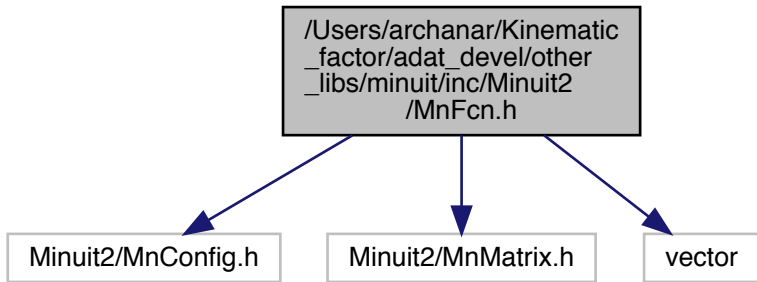 /Users/archanar/Kinematic
_factor/adat_devel/other
_libs/minuit/inc/Minuit2
/MnFcn.h
Minuit2/MnConfig.h
Minuit2/MnMatrix.h
vector